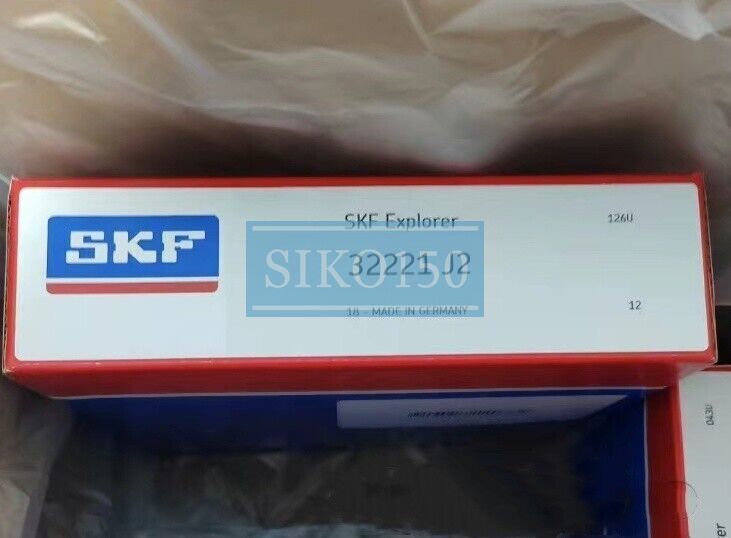 SKF
SKF Explorer
126U
32221 J2
SIKO150
18 - MADE IN GERMANY
12
043U